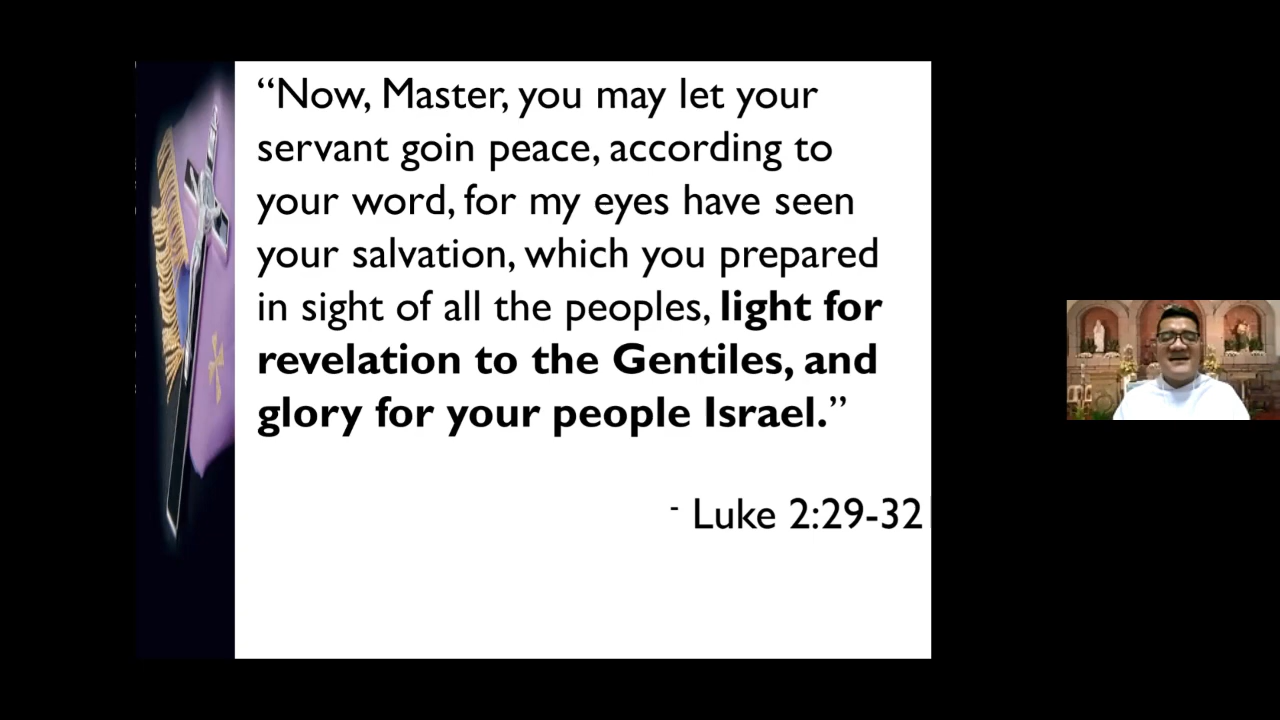 “Now, Master, you may let your
servant goin peace, according to
your word, for my eyes have seen
your salvation, which you prepared
in sight of all the peoples, light for
revelation to the Gentiles, and
glory for your people Israel.”
- Luke 2:29-32